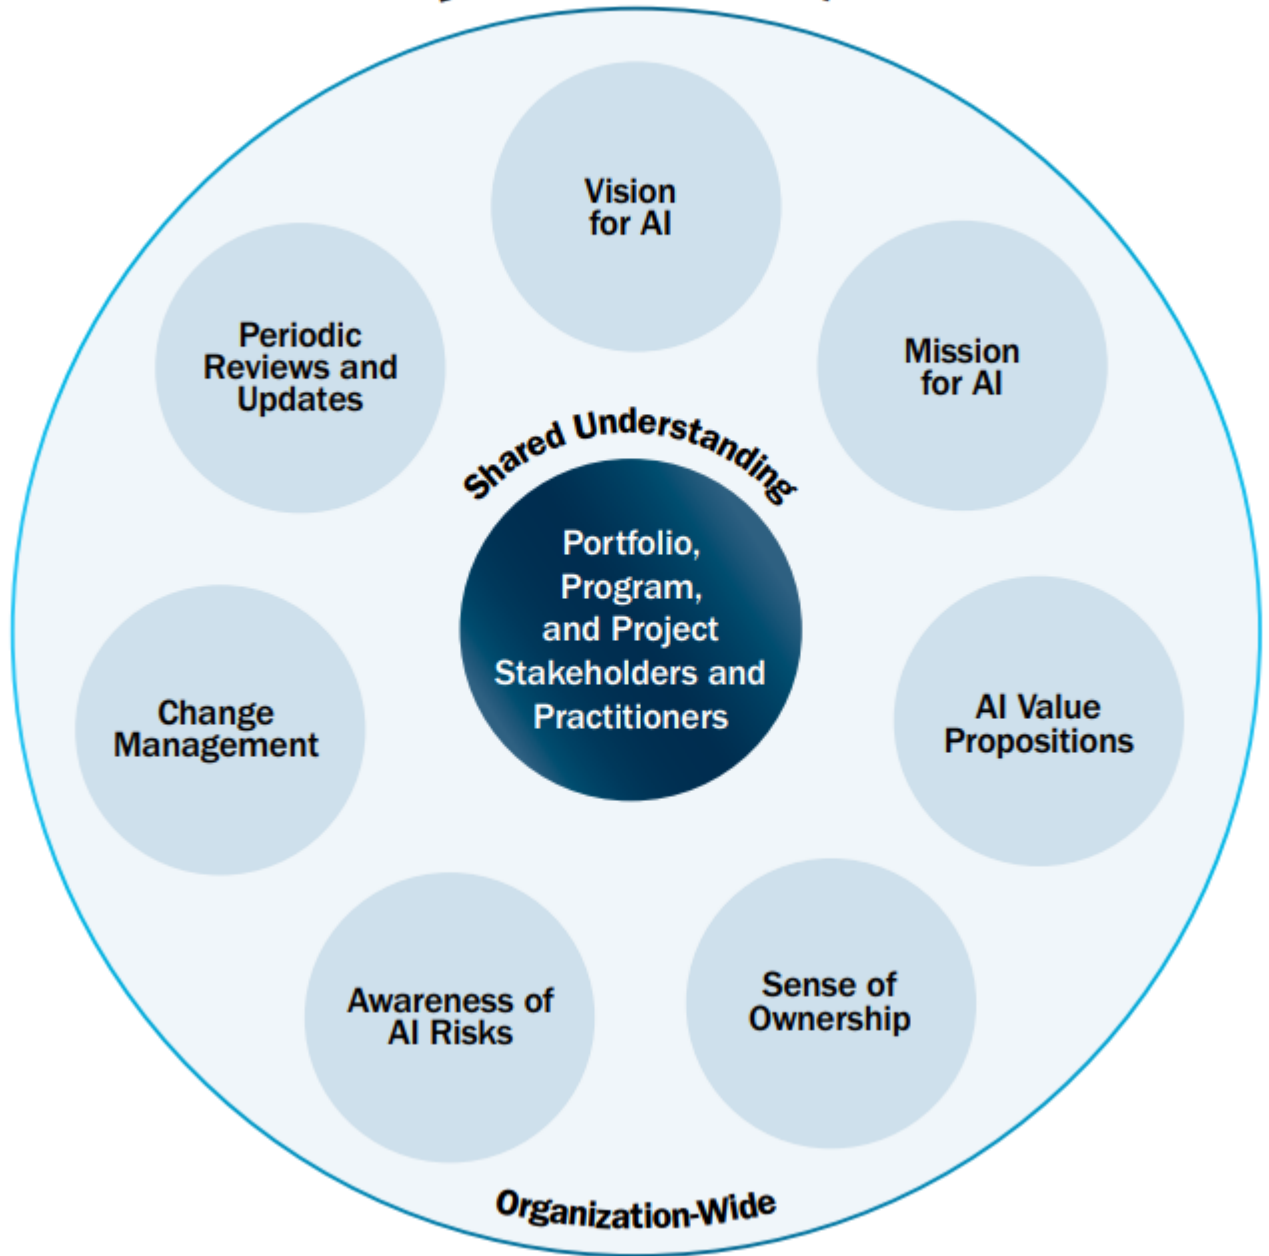 Vision
for AI
Mission
for AI
AI Value
Propositions
Sense of
Ownership
Awareness of
AI Risks
Change
Management
Periodic
Reviews and
Updates
Shared Understanding
Portfolio,
Program,
and Project
Stakeholders and
Practitioners
Organization-Wide